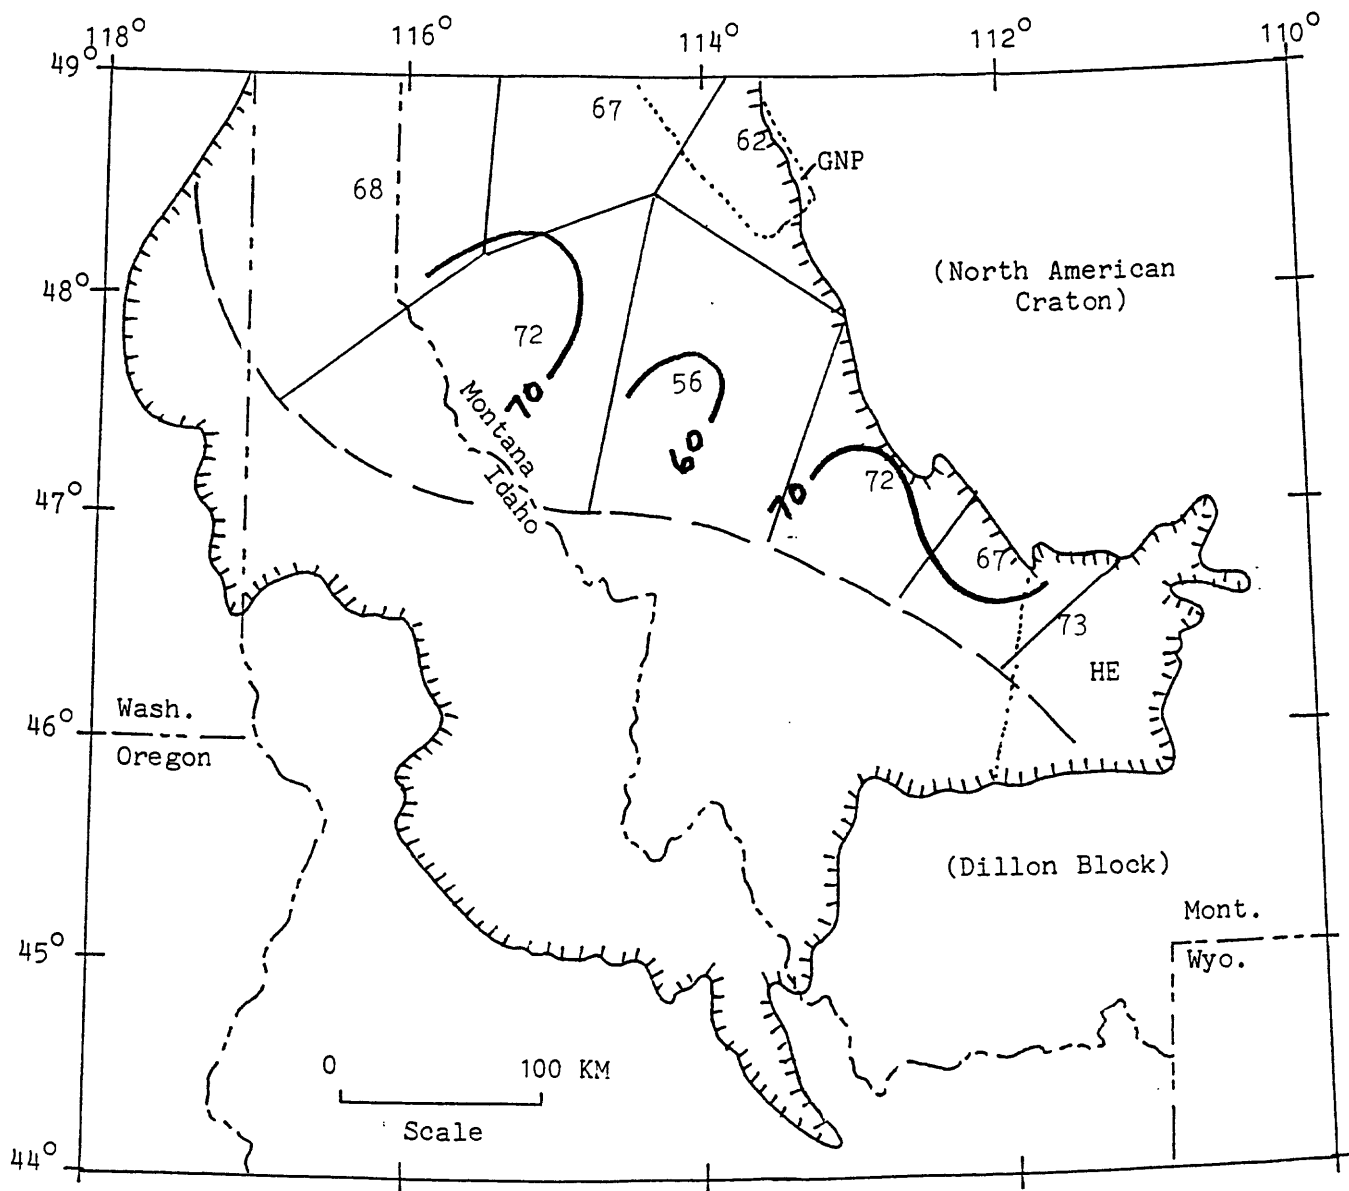 118° 116° 114° 112° 110°
49°
67
62
GNP
68
(North American
Craton)
48°
72
56
Montana
70
60
72
Idaho
47°
70
67
73
HE
46°
Wash.
Oregon
(Dillon Block)
Mont.
45°
Wyo.
0 100 KM
Scale
44°